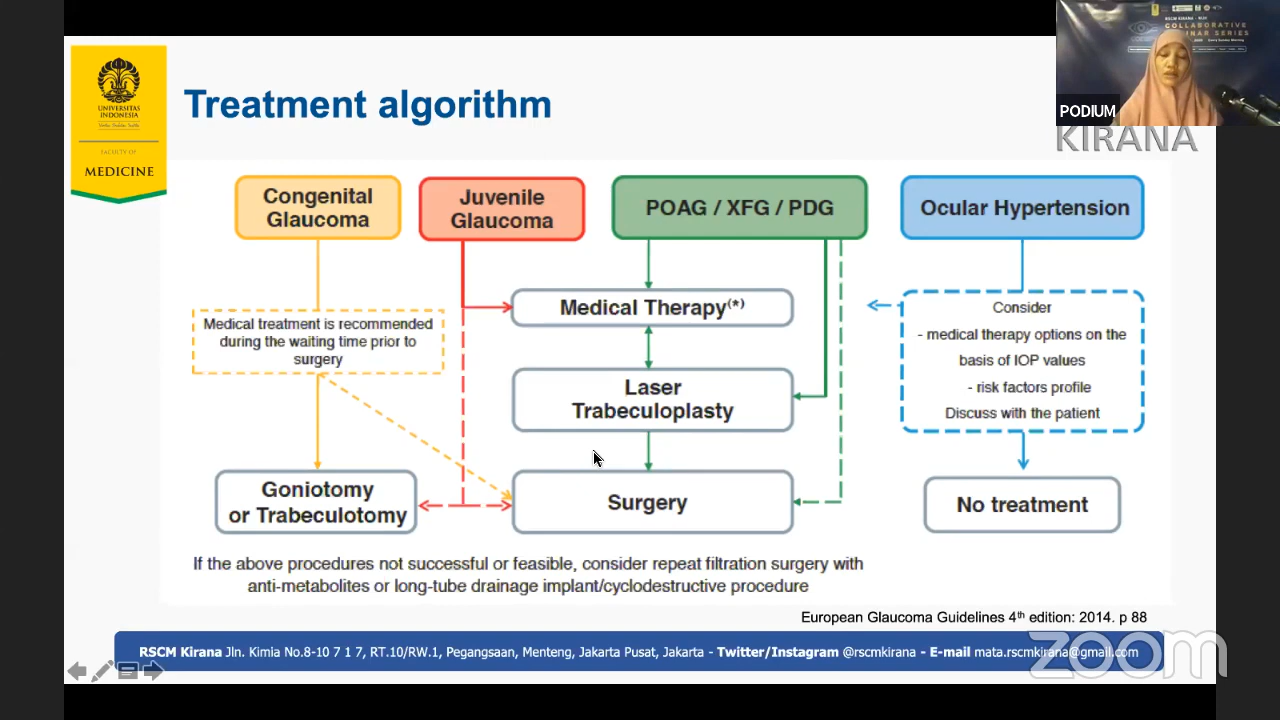 RSCM KIRANA
COLLABORATIVE
PODIUM
KIRANA
UNIVERSITAS
INDONESIA
FACULTY OF
MEDICINE
Treatment algorithm
Congenital
Glaucoma
Juvenile
Glaucoma
POAG / XFG / PDG
Ocular Hypertension
Medical treatment is recommended
during the waiting time prior to
surgery
Medical Therapy(*)
Consider
- medical therapy options on the
basis of IOP values
- risk factors profile
Discuss with the patient
Laser
Trabeculoplasty
Goniotomy
or Trabeculotomy
Surgery
No treatment
If the above procedures not successful or feasible, consider repeat filtration surgery with
anti-metabolites or long-tube drainage implant/cyclodestructive procedure
European Glaucoma Guidelines 4th edition: 2014. p 88
RSCM Kirana Jln. Kimia No.8-10 7 1 7, RT.10/RW.1, Pegangsaan, Menteng, Jakarta Pusat, Jakarta - Twitter/Instagram @rscmkirana - E-mail mata.rscmkirana@gmail.com
zoom